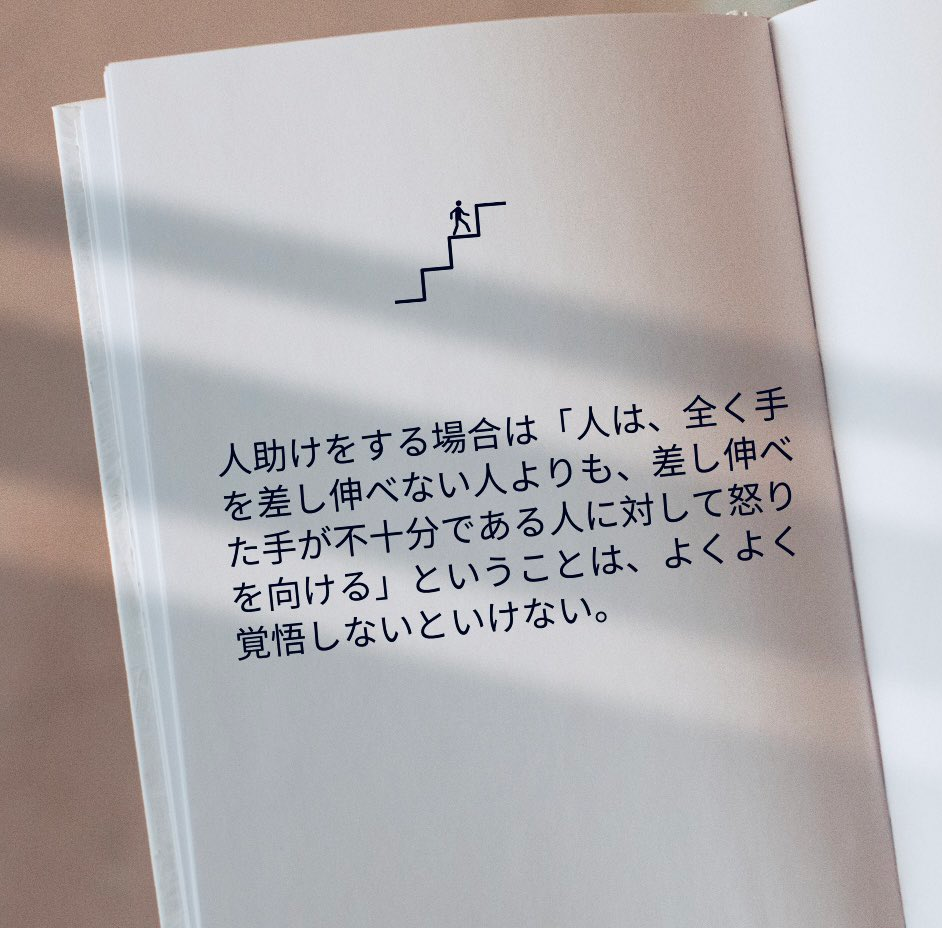 人助けをする場合は「人は、全く手
を差し伸べない人よりも、差し伸べ
た手が不十分である人に対して怒り
を向ける」ということは、よくよく
覚悟しないといけない。